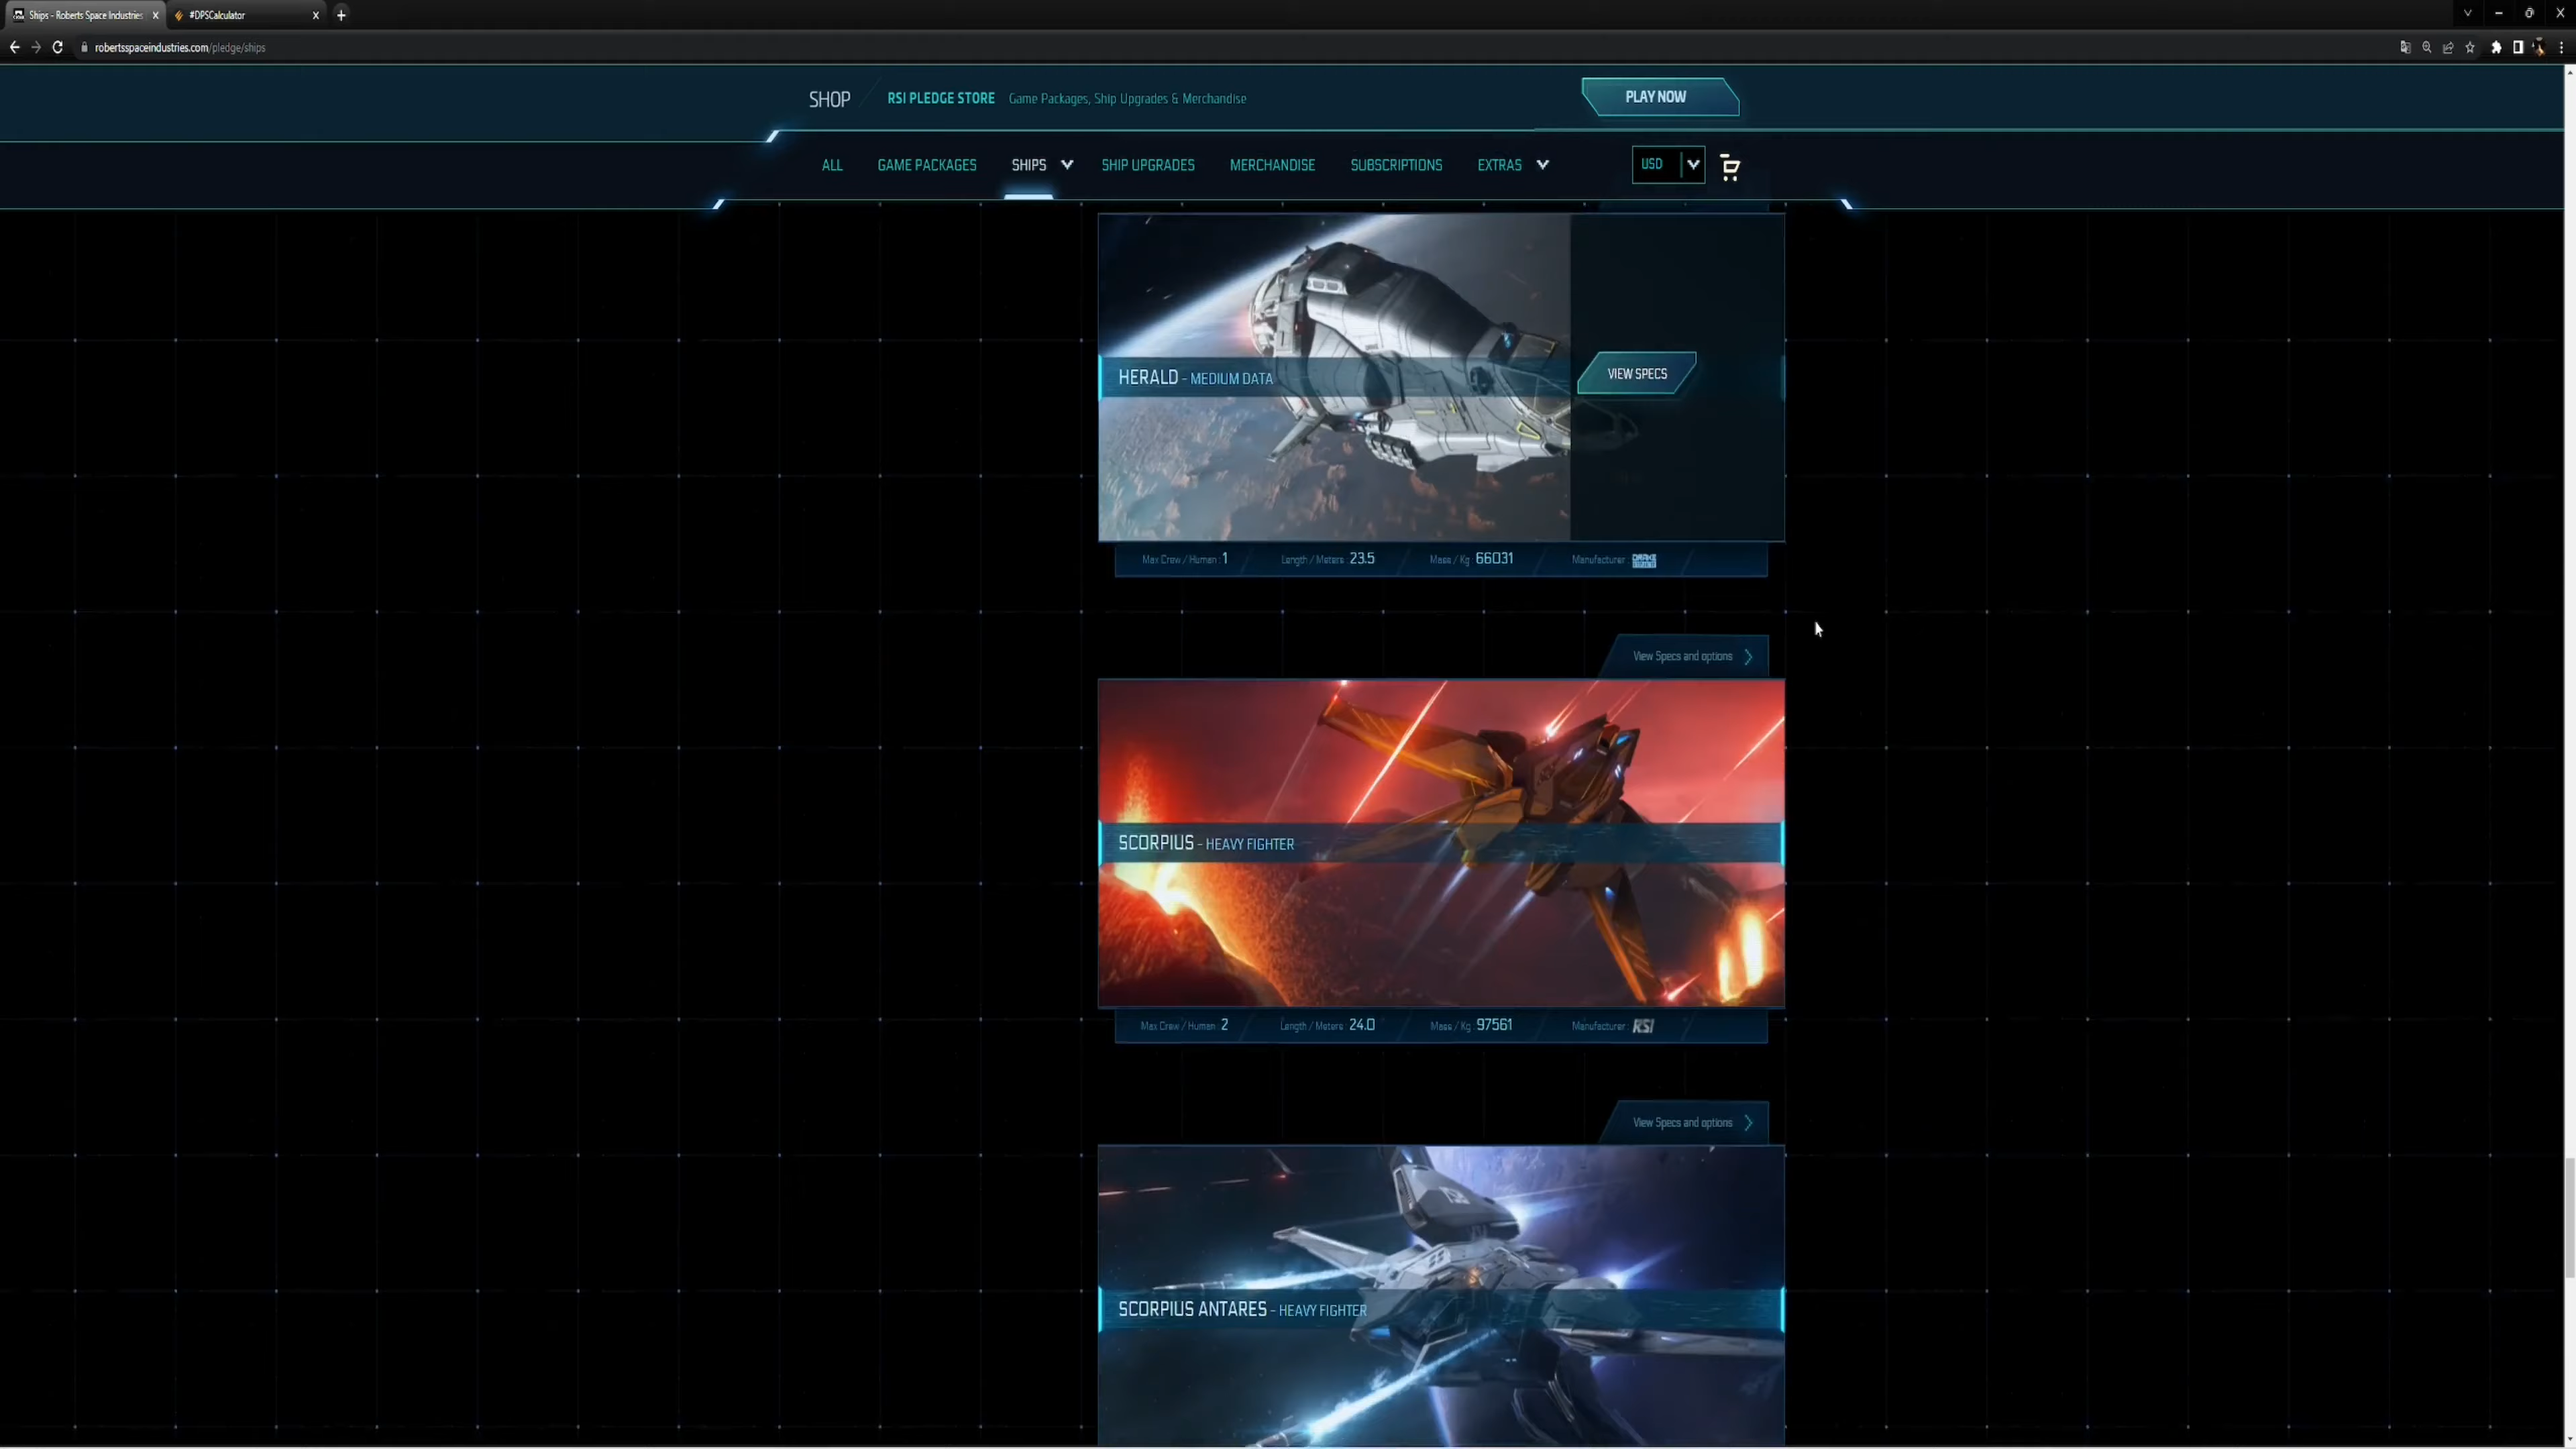 Ships - Roberts Space Industries
#DPSCalculator
robertsspaceindustries.com/pledge/ships
SHOP RSI PLEDGE STORE Game Packages, Ship Upgrades & Merchandise PLAY NOW
ALL GAME PACKAGES SHIPS SHIP UPGRADES MERCHANDISE SUBSCRIPTIONS EXTRAS USD
HERALD - MEDIUM DATA
VIEW SPECS
Max Crew / Human : 1 Length / Meters : 23.5 Mass / Kg : 66031 Manufacturer : DRAKE
View Specs and options
SCORPIUS - HEAVY FIGHTER
Max Crew / Human : 2 Length / Meters : 24.0 Mass / Kg : 97561 Manufacturer : RSI
View Specs and options
SCORPIUS ANTARES - HEAVY FIGHTER